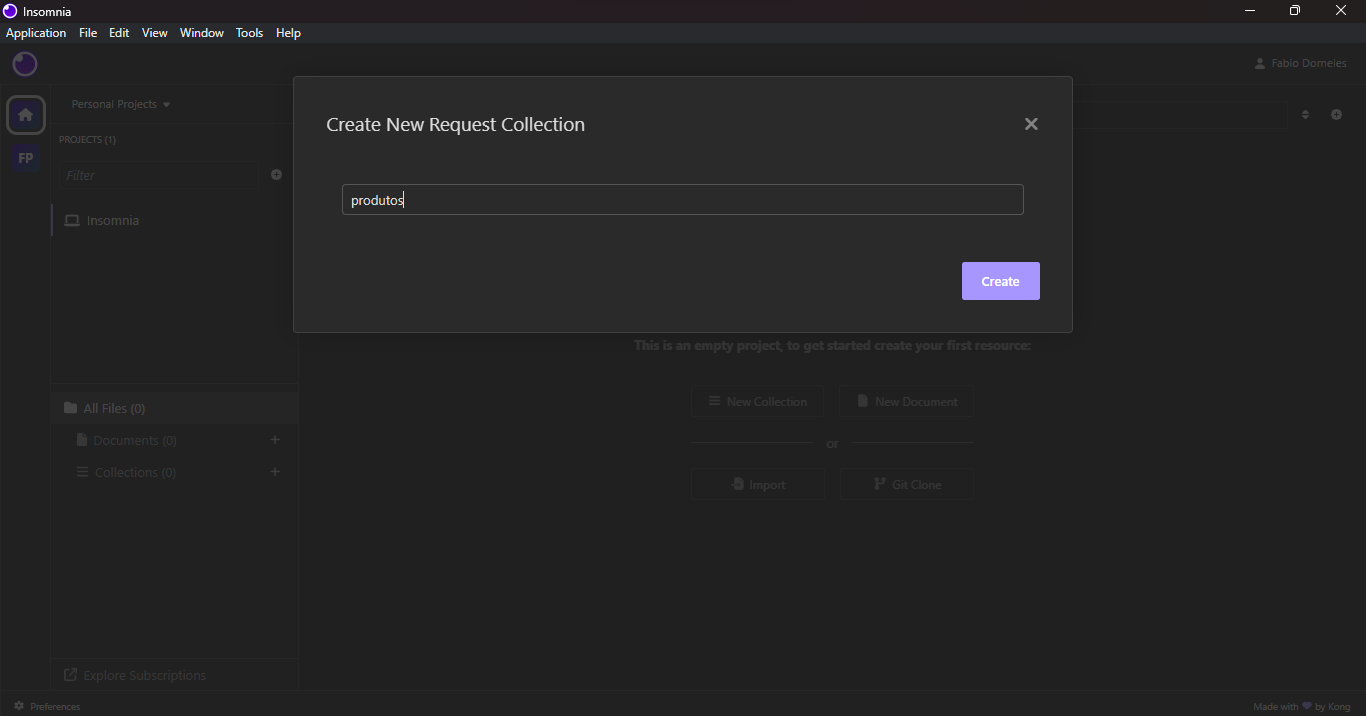 Insomnia
Application File Edit View Window Tools Help
Fabio Dorneles
Personal Projects
PROJECTS (1)
FP
Filter
Insomnia
Create New Request Collection
produtos
Create
This is an empty project, to get started create your first resource:
New Collection
New Document
or
Import
Git Clone
All Files (0)
Documents (0)
Collections (0)
Explore Subscriptions
Preferences
Made with by Kong